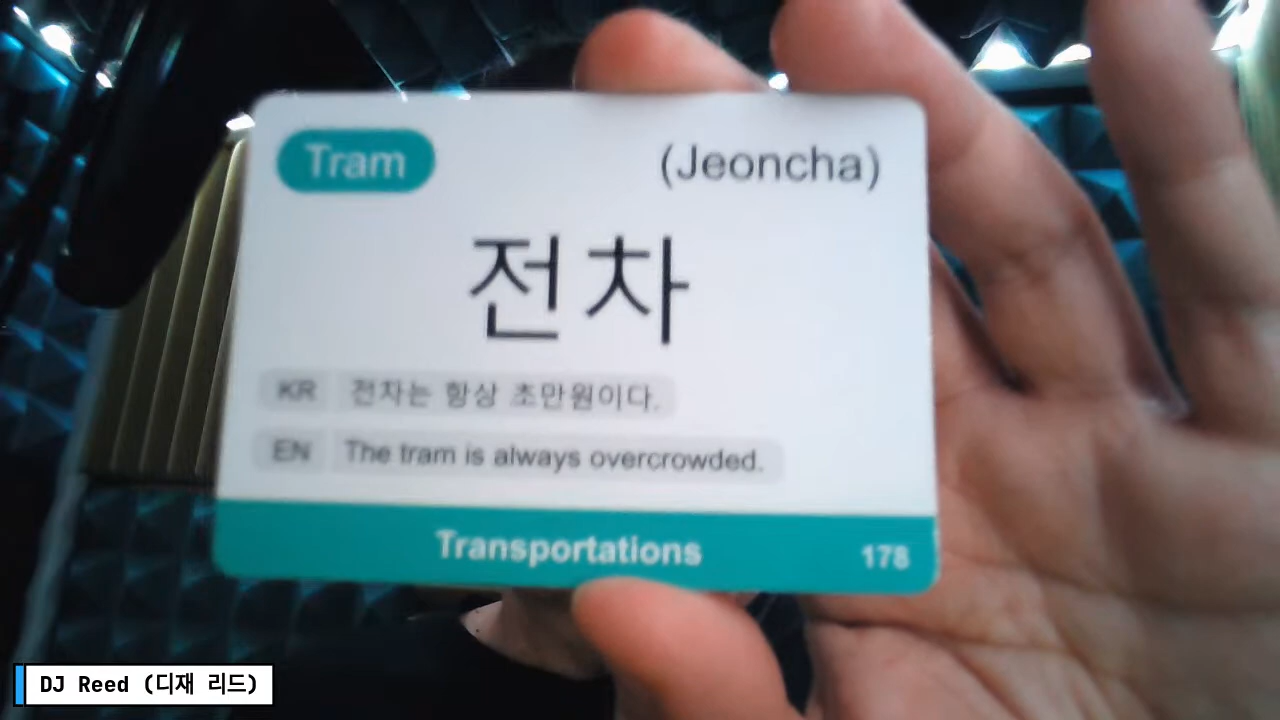 Tram (Jeoncha)
전차
KR 전차는 항상 초만원이다.
EN The tram is always overcrowded.
Transportations 178
DJ Reed (디재 리드)